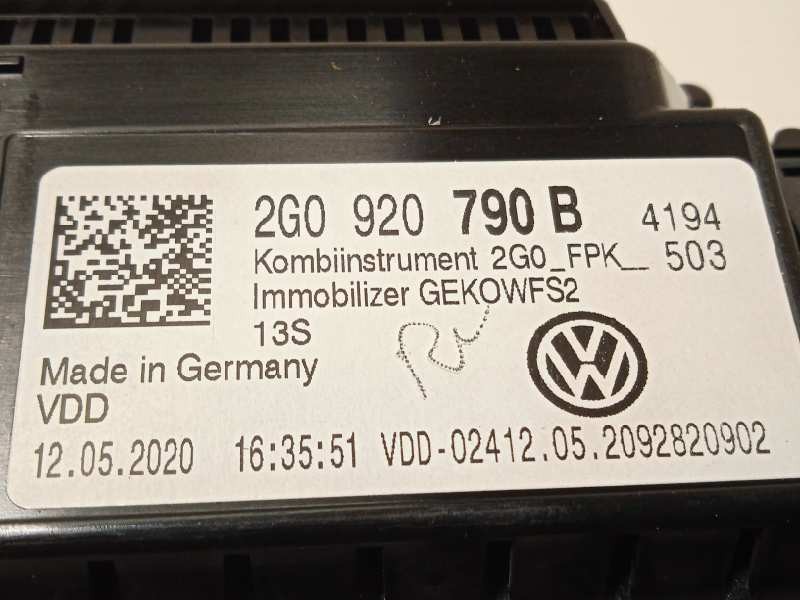 2G0 920 790 B 4194
Kombiinstrument 2G0_FPK__ 503
Immobilizer GEKOWFS2
13S
Made in Germany
VDD
12.05.2020 16:35:51 VDD-02412.05.2092820902